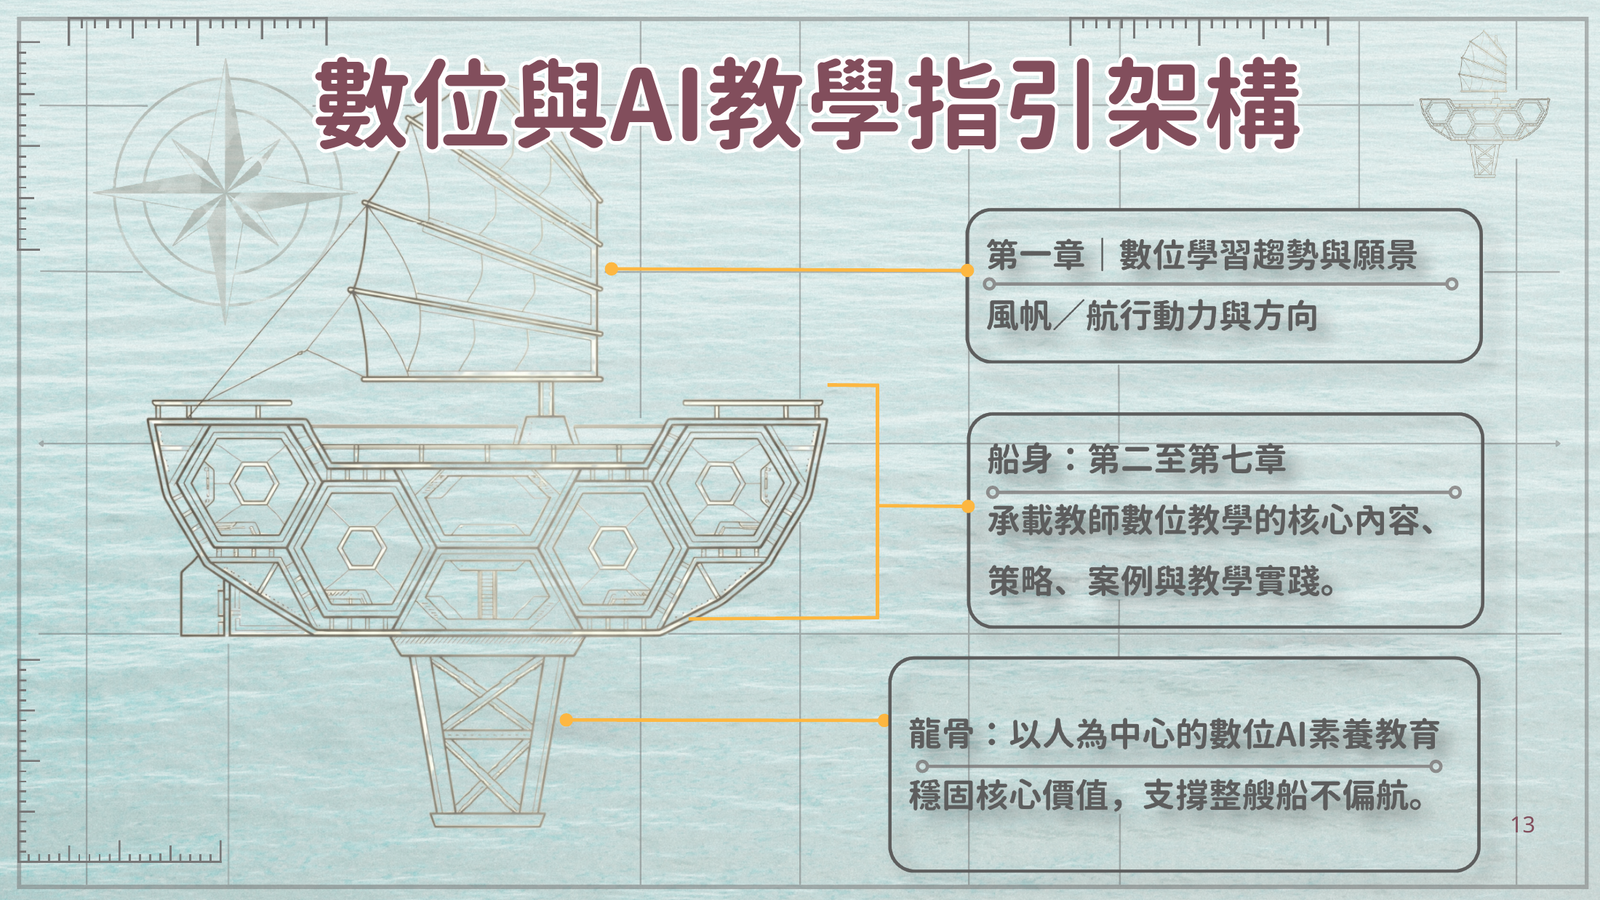 數位與AI教學指引架構
第一章｜數位學習趨勢與願景
風帆／航行動力與方向
船身：第二至第七章
承載教師數位教學的核心內容、
策略、案例與教學實踐。
龍骨：以人為中心的數位AI素養教育
穩固核心價值，支撐整艘船不偏航。
13